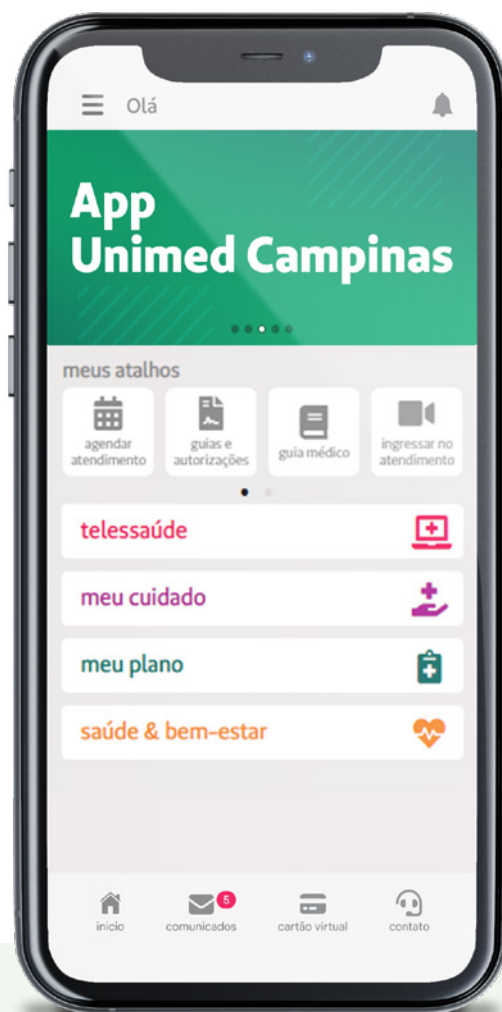 Olá
App
Unimed Campinas
meus atalhos
agendar
atendimento
guias e
autorizações
guia médico
ingressar no
atendimento
telessaúde
meu cuidado
meu plano
saúde & bem-estar
5
início
comunicados
cartão virtual
contato